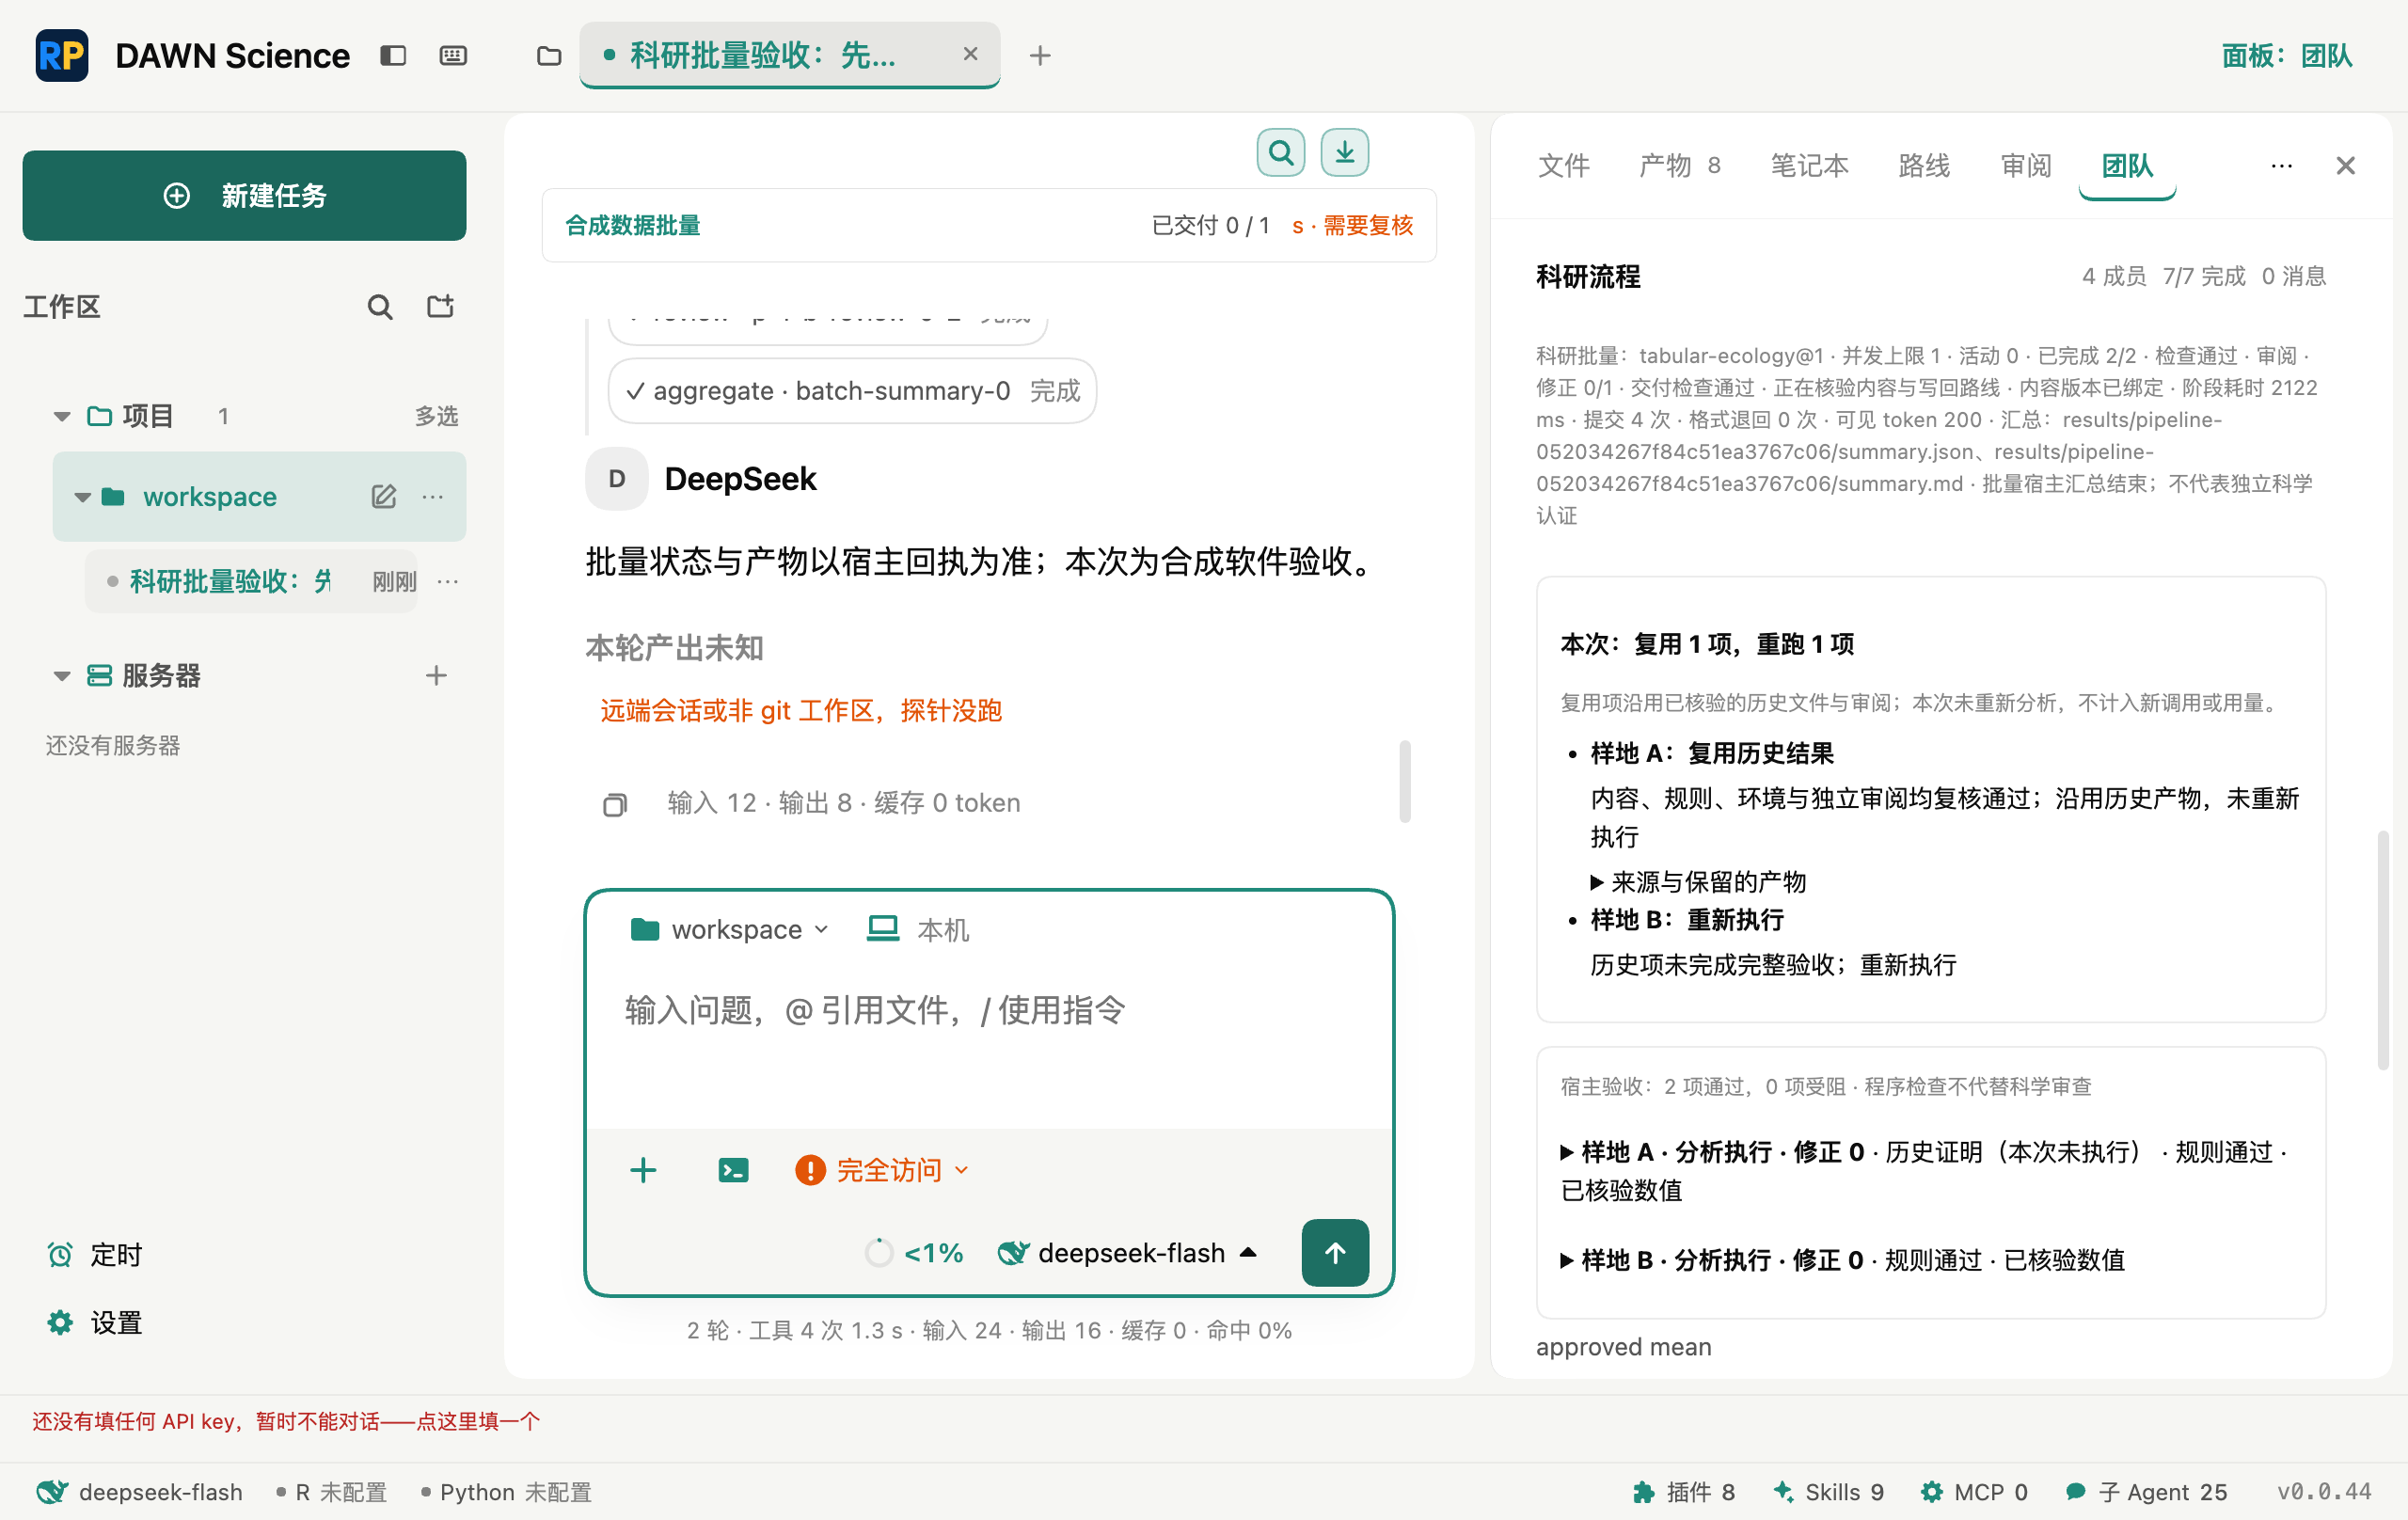 RP DAWN Science
科研批量验收：先...
面板：团队
新建任务
工作区
项目 1 多选
workspace
科研批量验收：先 刚刚
服务器
还没有服务器
定时
设置
合成数据批量 已交付 0 / 1 s · 需要复核
完成
✓ aggregate · batch-summary-0 完成
D DeepSeek
批量状态与产物以宿主回执为准；本次为合成软件验收。
本轮产出未知
远端会话或非 git 工作区，探针没跑
输入 12 · 输出 8 · 缓存 0 token
workspace 本机
输入问题，@ 引用文件，/ 使用指令
完全访问
<1% deepseek-flash
2 轮 · 工具 4 次 1.3 s · 输入 24 · 输出 16 · 缓存 0 · 命中 0%
文件 产物 8 笔记本 路线 审阅 团队
科研流程 4 成员 7/7 完成 0 消息
科研批量：tabular-ecology@1 · 并发上限 1 · 活动 0 · 已完成 2/2 · 检查通过 · 审阅 ·
修正 0/1 · 交付检查通过 · 正在核验内容与写回路线 · 内容版本已绑定 · 阶段耗时 2122
ms · 提交 4 次 · 格式退回 0 次 · 可见 token 200 · 汇总：results/pipeline-
052034267f84c51ea3767c06/summary.json、results/pipeline-
052034267f84c51ea3767c06/summary.md · 批量宿主汇总结束；不代表独立科学
认证
本次：复用 1 项，重跑 1 项
复用项沿用已核验的历史文件与审阅；本次未重新分析，不计入新调用或用量。
• 样地 A：复用历史结果
内容、规则、环境与独立审阅均复核通过；沿用历史产物，未重新
执行
▶ 来源与保留的产物
• 样地 B：重新执行
历史项未完成完整验收；重新执行
宿主验收：2 项通过，0 项受阻 · 程序检查不代替科学审查
▶ 样地 A · 分析执行 · 修正 0 · 历史证明（本次未执行） · 规则通过 ·
已核验数值
▶ 样地 B · 分析执行 · 修正 0 · 规则通过 · 已核验数值
approved mean
还没有填任何 API key，暂时不能对话——点这里填一个
deepseek-flash R 未配置 Python 未配置
插件 8 Skills 9 MCP 0 子 Agent 25 v0.0.44